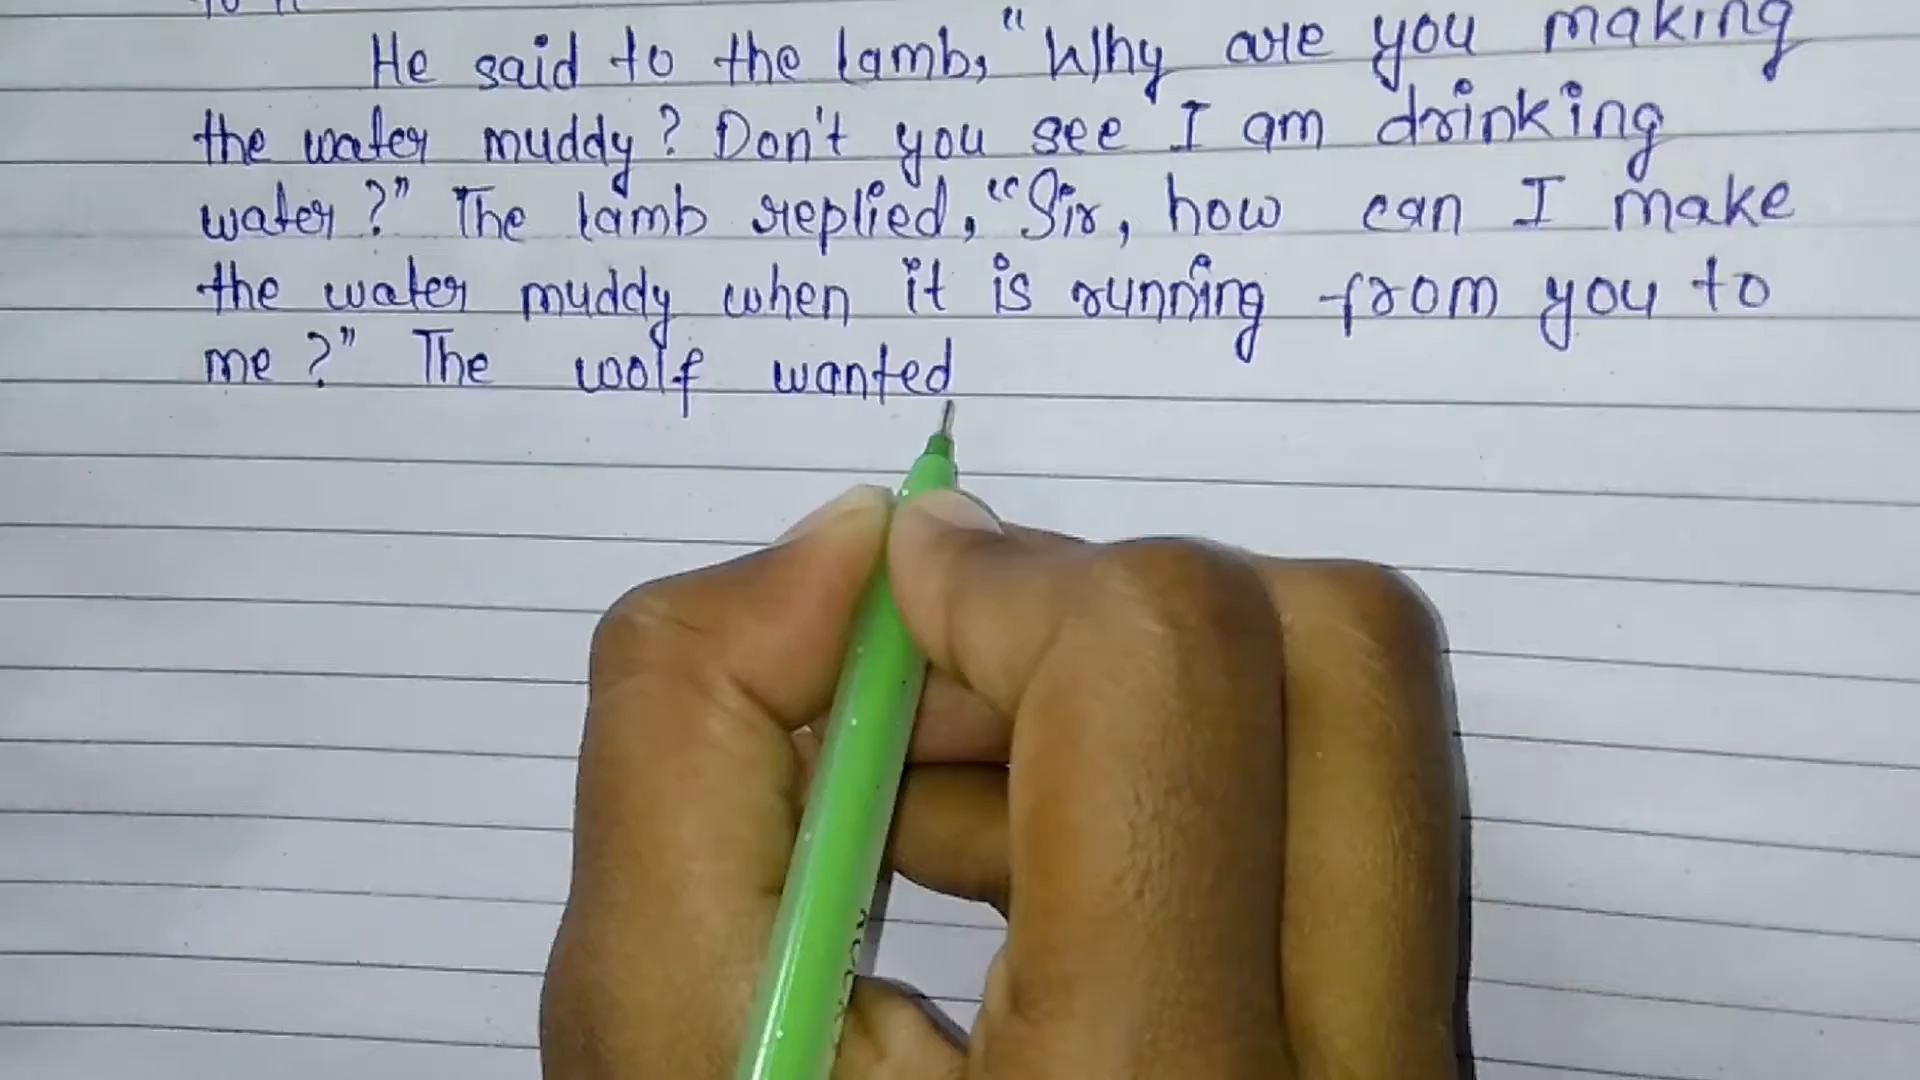 He said to the lamb, "Why are you making
the water muddy? Don't you see I am drinking
water?" The lamb replied, "Sir, how can I make
the water muddy when it is running from you to
me?" The wolf wanted